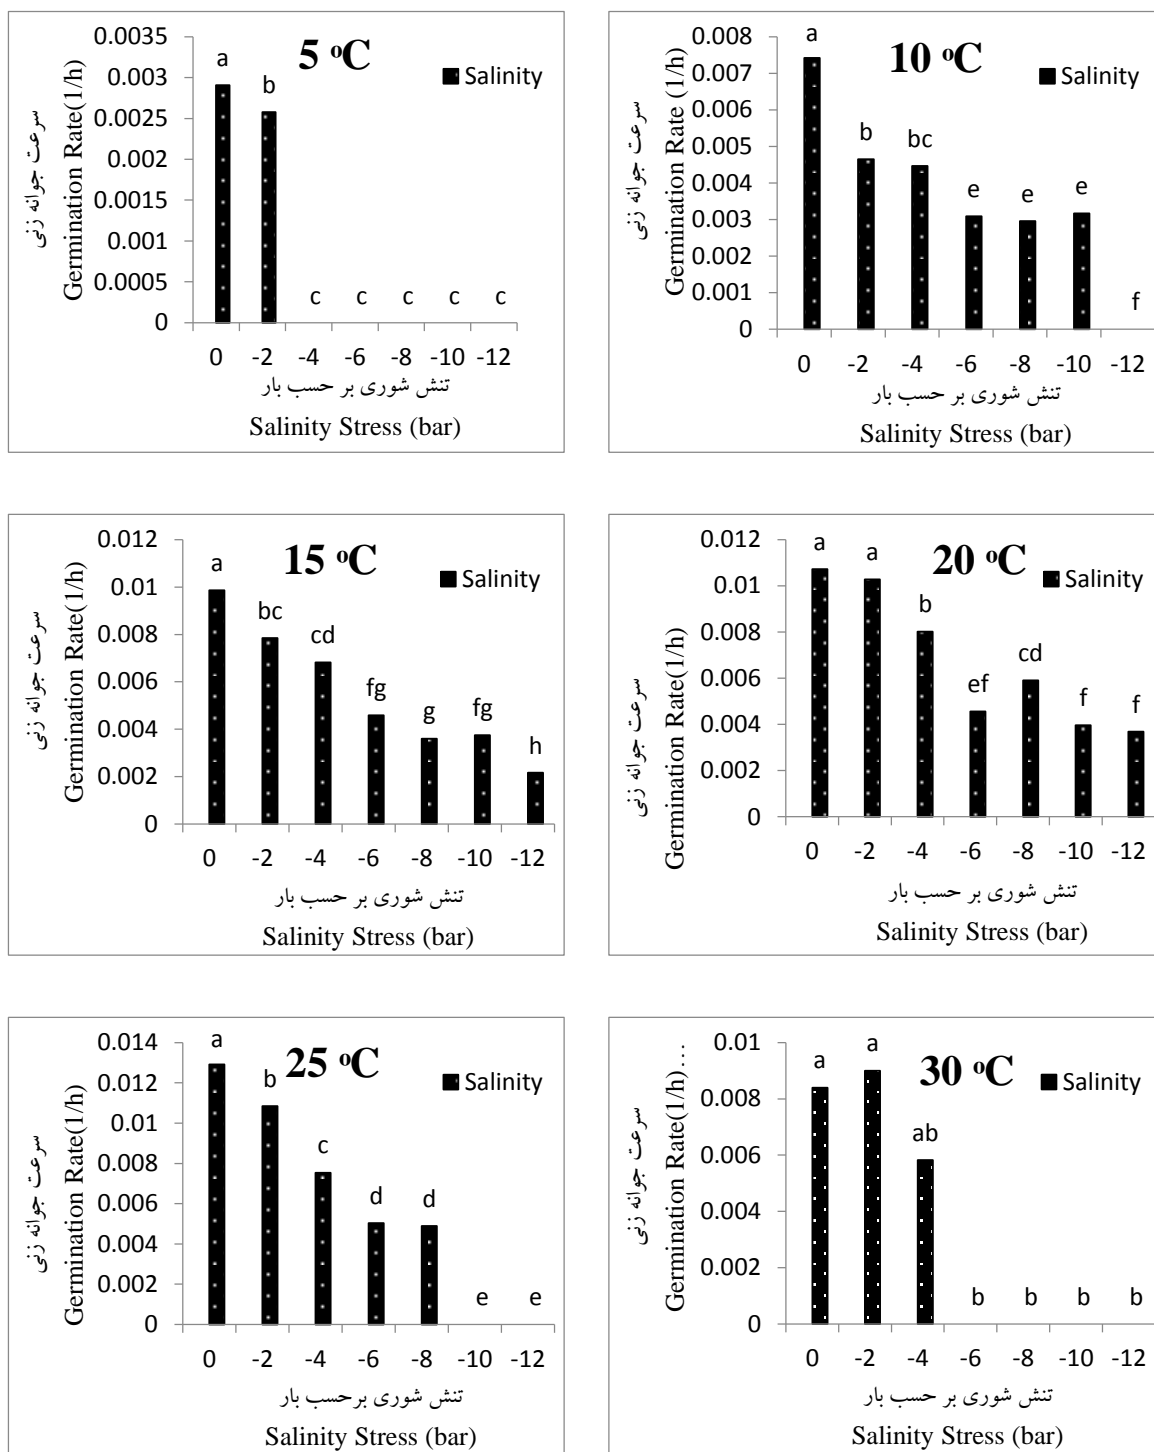 5 ºC
Salinity
سرعت جوانه زنی
Germination Rate(1/h)
0.0035
0.003
0.0025
0.002
0.0015
0.001
0.0005
0
a
b
c c c c c
0 -2 -4 -6 -8 -10 -12
تنش شوری بر حسب بار
Salinity Stress (bar)
10 ºC
Salinity
سرعت جوانه زنی
Germination Rate (1/h)
0.008
0.007
0.006
0.005
0.004
0.003
0.002
0.001
0
a
b bc
e e e
f
0 -2 -4 -6 -8 -10 -12
تنش شوری بر حسب بار
Salinity Stress (bar)
15 ºC
Salinity
سرعت جوانه زنی
Germination Rate(1/h)
0.012
0.01
0.008
0.006
0.004
0.002
0
a
bc
cd
fg
g
fg
h
0 -2 -4 -6 -8 -10 -12
تنش شوری بر حسب بار
Salinity Stress (bar)
20 ºC
Salinity
سرعت جوانه زنی
Germination Rate(1/h)
0.012
0.01
0.008
0.006
0.004
0.002
0
a a
b
ef
cd
f f
0 -2 -4 -6 -8 -10 -12
تنش شوری بر حسب بار
Salinity Stress (bar)
25 ºC
Salinity
سرعت جوانه زنی
Germination Rate(1/h)
0.014
0.012
0.01
0.008
0.006
0.004
0.002
0
a
b
c
d d
e e
0 -2 -4 -6 -8 -10 -12
تنش شوری برحسب بار
Salinity Stress (bar)
30 ºC
Salinity
سرعت جوانه زنی
Germination Rate(1/h)…
0.01
0.008
0.006
0.004
0.002
0
a a
ab
b b b b
0 -2 -4 -6 -8 -10 -12
تنش شوری بر حسب بار
Salinity Stress (bar)